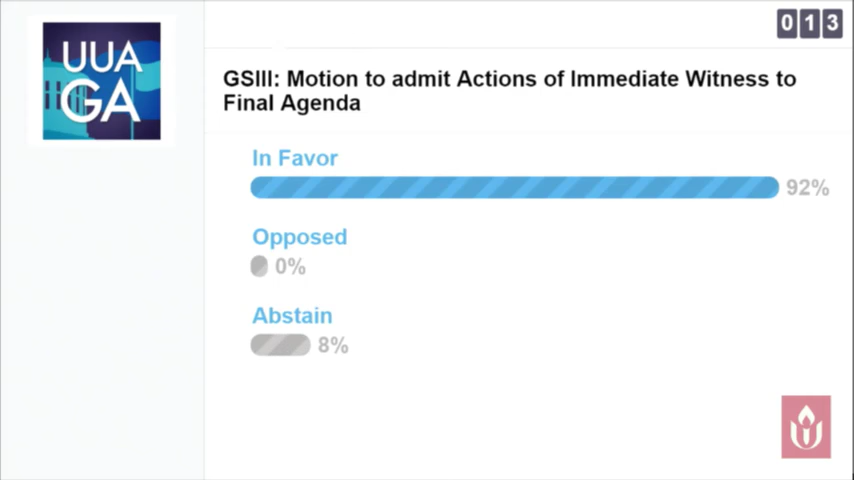 UUA
GA
013
GSIII: Motion to admit Actions of Immediate Witness to
Final Agenda
In Favor
92%
Opposed
0%
Abstain
8%